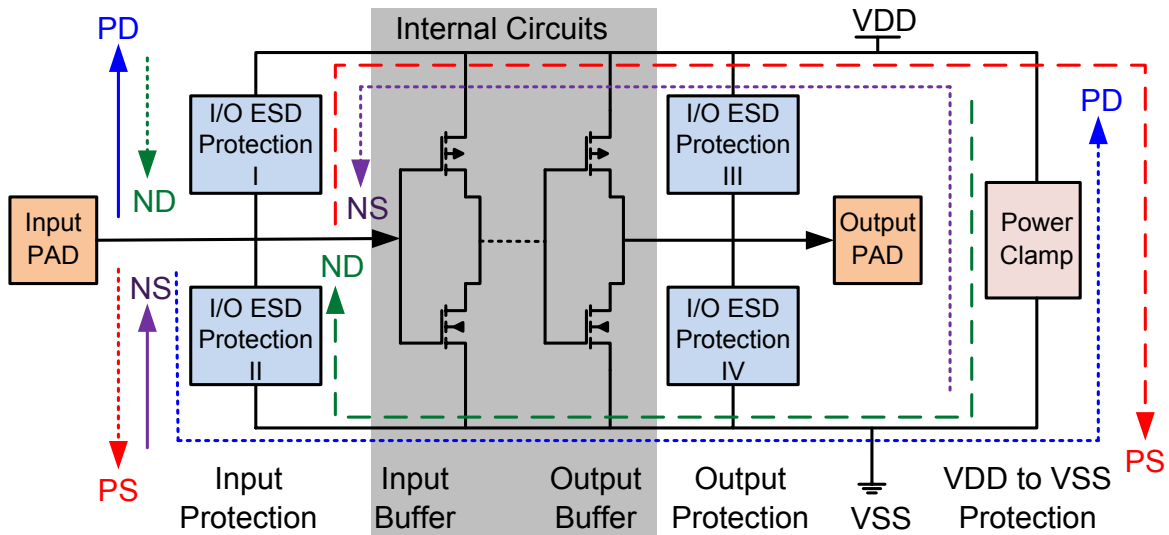 Internal Circuits
VDD
PD
ND
I/O ESD
Protection
I
I/O ESD
Protection
III
PD
NS
Input
PAD
Output
PAD
Power
Clamp
ND
NS
I/O ESD
Protection
II
I/O ESD
Protection
IV
PS
PS
Input
Protection
Input
Buffer
Output
Buffer
Output
Protection
VSS
VDD to VSS
Protection